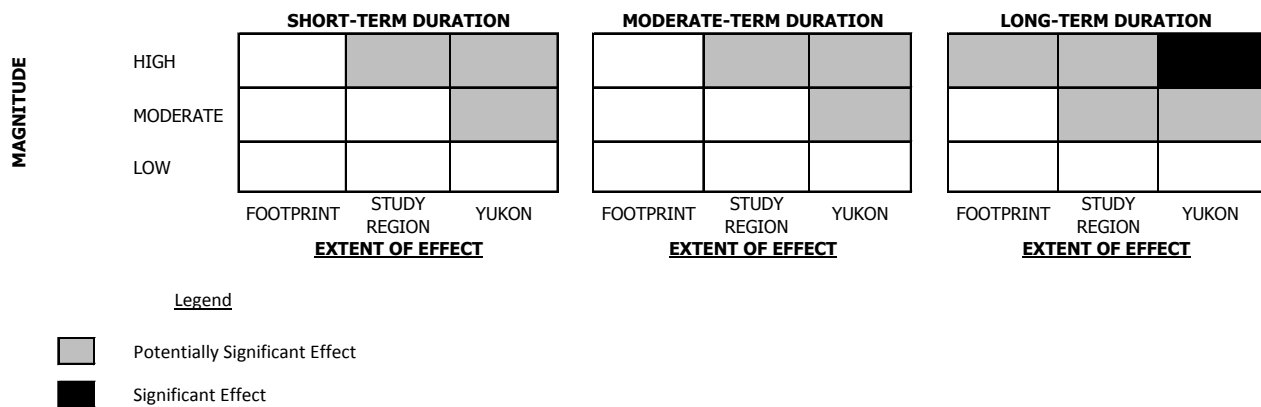 SHORT-TERM DURATION
MODERATE-TERM DURATION
LONG-TERM DURATION
MAGNITUDE
HIGH
MODERATE
LOW
FOOTPRINT
STUDY
REGION
YUKON
EXTENT OF EFFECT
FOOTPRINT
STUDY
REGION
YUKON
EXTENT OF EFFECT
FOOTPRINT
STUDY
REGION
YUKON
EXTENT OF EFFECT
Legend
Potentially Significant Effect
Significant Effect